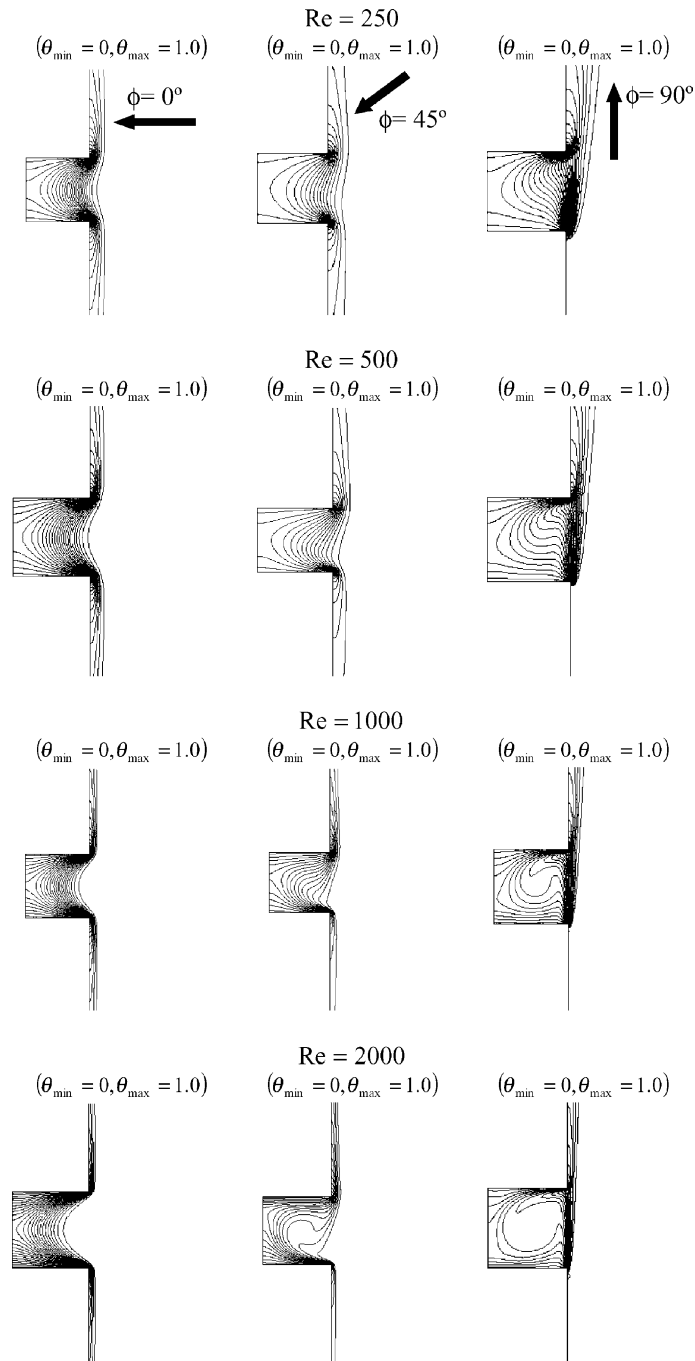 Re = 250
(θmin = 0, θmax = 1.0) (θmin = 0, θmax = 1.0) (θmin = 0, θmax = 1.0)
ϕ= 0º
ϕ= 45º
ϕ= 90º
Re = 500
(θmin = 0, θmax = 1.0) (θmin = 0, θmax = 1.0) (θmin = 0, θmax = 1.0)
Re = 1000
(θmin = 0, θmax = 1.0) (θmin = 0, θmax = 1.0) (θmin = 0, θmax = 1.0)
Re = 2000
(θmin = 0, θmax = 1.0) (θmin = 0, θmax = 1.0) (θmin = 0, θmax = 1.0)